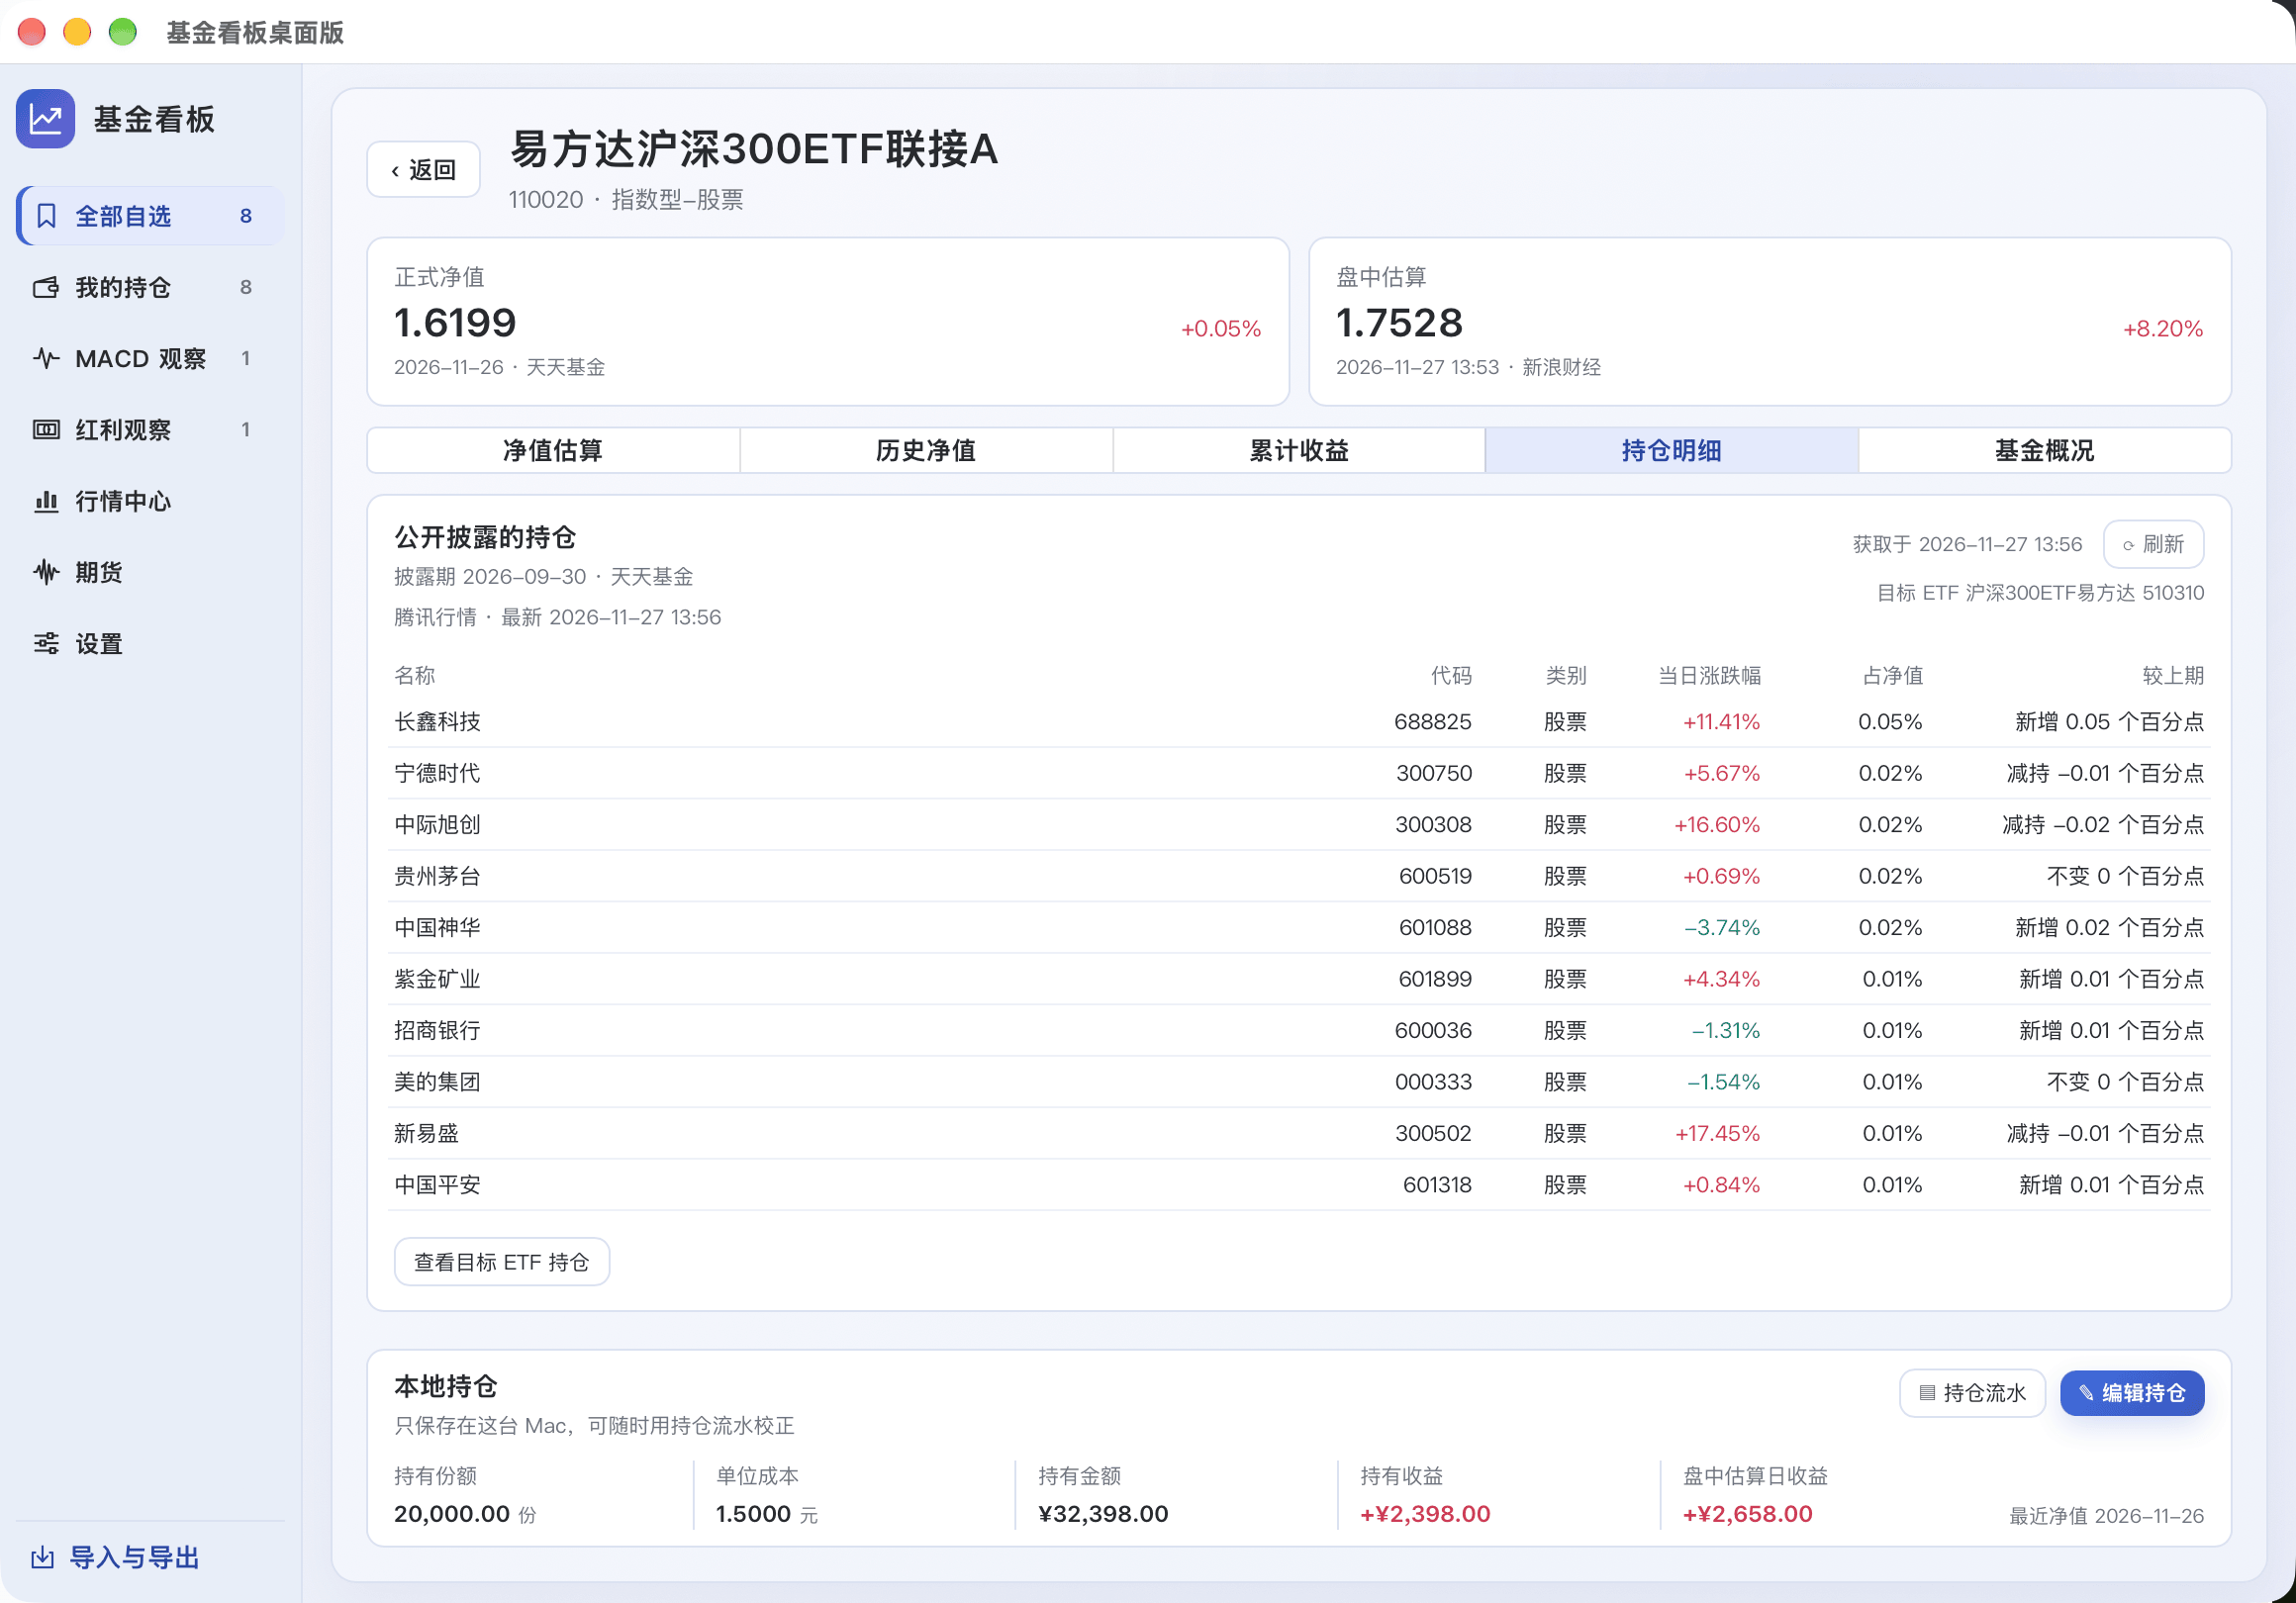 基金看板桌面版
基金看板
全部自选 8
我的持仓 8
MACD 观察 1
红利观察 1
行情中心
期货
设置
导入与导出
‹ 返回
易方达沪深300ETF联接A
110020 · 指数型-股票
正式净值
1.6199 +0.05%
2026-11-26 · 天天基金
盘中估算
1.7528 +8.20%
2026-11-27 13:53 · 新浪财经
净值估算 历史净值 累计收益 持仓明细 基金概况
公开披露的持仓
披露期 2026-09-30 · 天天基金
腾讯行情 · 最新 2026-11-27 13:56
获取于 2026-11-27 13:56 刷新
目标 ETF 沪深300ETF易方达 510310
名称 代码 类别 当日涨跌幅 占净值 较上期
长鑫科技 688825 股票 +11.41% 0.05% 新增 0.05 个百分点
宁德时代 300750 股票 +5.67% 0.02% 减持 -0.01 个百分点
中际旭创 300308 股票 +16.60% 0.02% 减持 -0.02 个百分点
贵州茅台 600519 股票 +0.69% 0.02% 不变 0 个百分点
中国神华 601088 股票 -3.74% 0.02% 新增 0.02 个百分点
紫金矿业 601899 股票 +4.34% 0.01% 新增 0.01 个百分点
招商银行 600036 股票 -1.31% 0.01% 新增 0.01 个百分点
美的集团 000333 股票 -1.54% 0.01% 不变 0 个百分点
新易盛 300502 股票 +17.45% 0.01% 减持 -0.01 个百分点
中国平安 601318 股票 +0.84% 0.01% 新增 0.01 个百分点
查看目标 ETF 持仓
本地持仓
只保存在这台 Mac，可随时用持仓流水校正
持仓流水 编辑持仓
持有份额 单位成本 持有金额 持有收益 盘中估算日收益
20,000.00 份 1.5000 元 ¥32,398.00 +¥2,398.00 +¥2,658.00 最近净值 2026-11-26